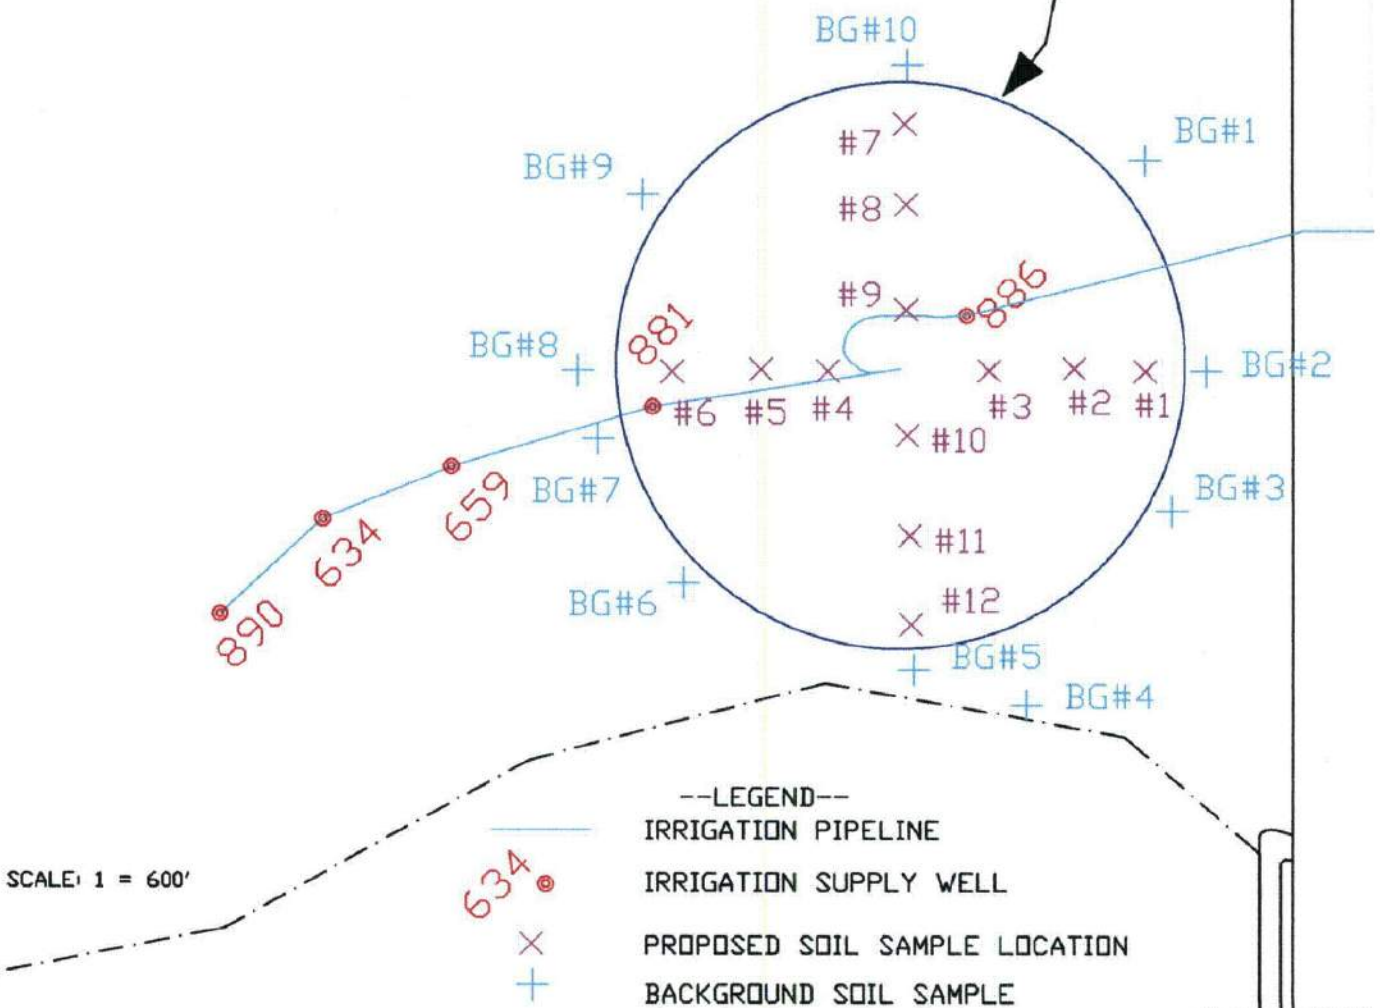 BG#10
BG#1
#7
BG#9
#8
#9
886
881
BG#8
BG#2
#6
#5
#4
#3
#2
#1
#10
BG#7
659
BG#3
634
#11
BG#6
#12
890
BG#5
BG#4
--LEGEND--
IRRIGATION PIPELINE
SCALE: 1 = 600'
634
IRRIGATION SUPPLY WELL
PROPOSED SOIL SAMPLE LOCATION
BACKGROUND SOIL SAMPLE